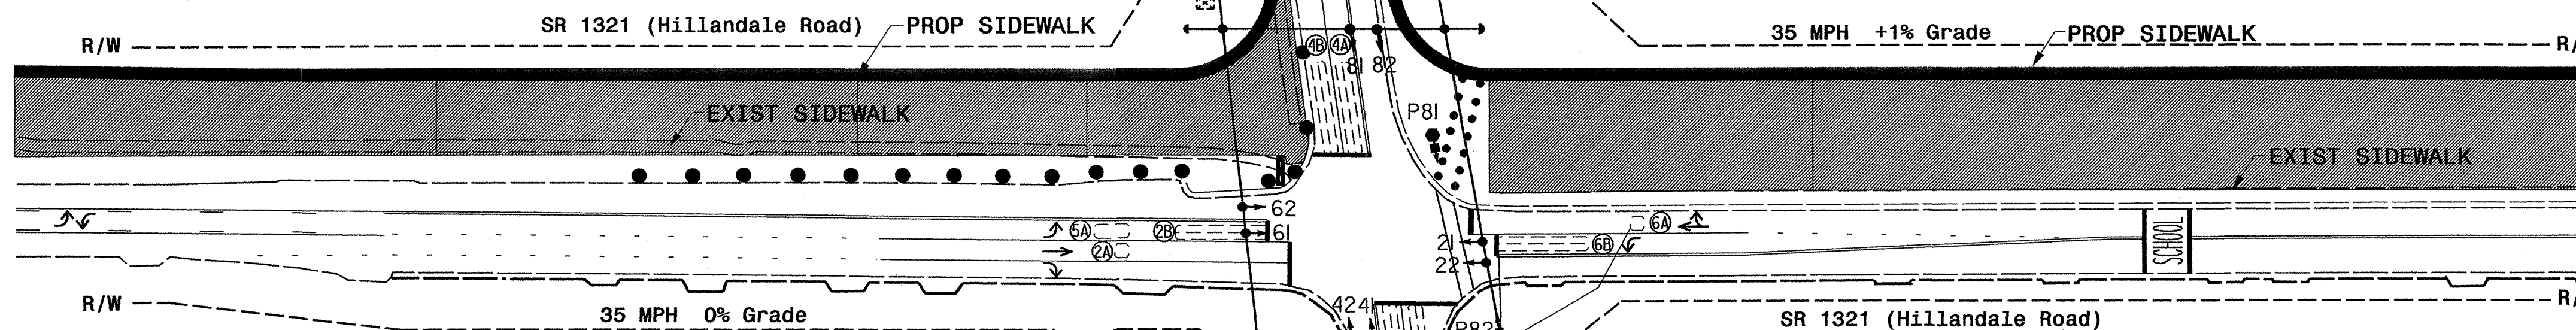 SR 1321 (Hillandale Road)
PROP SIDEWALK
35 MPH +1% Grade
PROP SIDEWALK
R/W
R/
4B
4A
81
82
EXIST SIDEWALK
P81
EXIST SIDEWALK
62
5A
2B
61
6A
21
6B
2A
22
SCHOOL
R/W
42
41
R/
35 MPH 0% Grade
P82
SR 1321 (Hillandale Road)